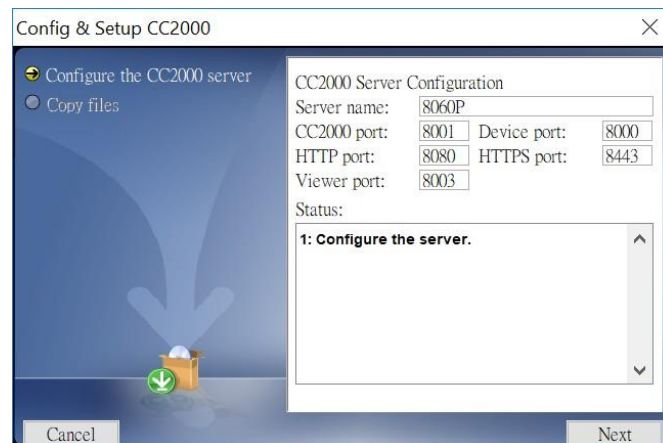 Config & Setup CC2000
Configure the CC2000 server
Copy files
CC2000 Server Configuration
Server name: 8060P
CC2000 port: 8001 Device port: 8000
HTTP port: 8080 HTTPS port: 8443
Viewer port: 8003
Status:
1: Configure the server.
Cancel Next